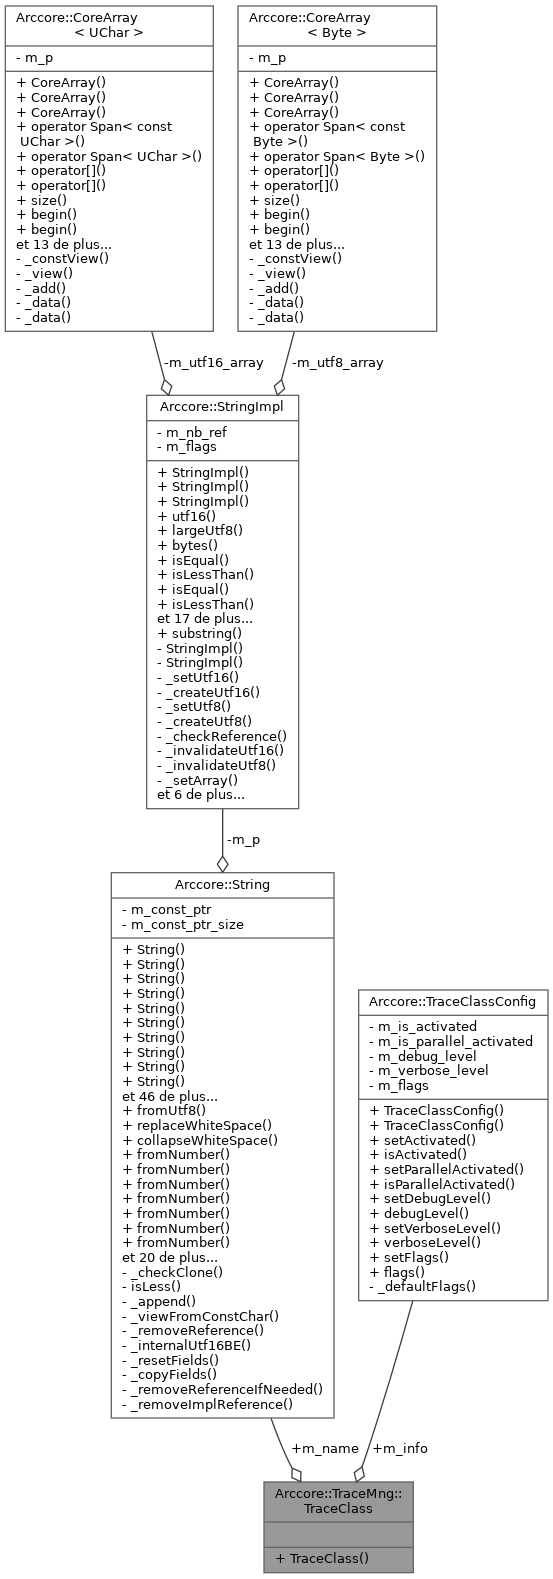 Arccore::CoreArray
< UChar >
- m_p
+ CoreArray()
+ CoreArray()
+ CoreArray()
+ operator Span< const
UChar >()
+ operator Span< UChar >()
+ operator[]()
+ operator[]()
+ size()
+ begin()
+ begin()
et 13 de plus...
- _constView()
- _view()
- _add()
- _data()
- _data()
Arccore::CoreArray
< Byte >
- m_p
+ CoreArray()
+ CoreArray()
+ CoreArray()
+ operator Span< const
Byte >()
+ operator Span< Byte >()
+ operator[]()
+ operator[]()
+ size()
+ begin()
+ begin()
et 13 de plus...
- _constView()
- _view()
- _add()
- _data()
- _data()
-m_utf16_array
-m_utf8_array
Arccore::StringImpl
- m_nb_ref
- m_flags
+ StringImpl()
+ StringImpl()
+ StringImpl()
+ utf16()
+ largeUtf8()
+ bytes()
+ isEqual()
+ isLessThan()
+ isEqual()
+ isLessThan()
et 17 de plus...
+ substring()
- StringImpl()
- StringImpl()
- _setUtf16()
- _createUtf16()
- _setUtf8()
- _createUtf8()
- _checkReference()
- _invalidateUtf16()
- _invalidateUtf8()
- _setArray()
et 6 de plus...
-m_p
Arccore::String
- m_const_ptr
- m_const_ptr_size
+ String()
+ String()
+ String()
+ String()
+ String()
+ String()
+ String()
+ String()
+ String()
+ String()
et 46 de plus...
+ fromUtf8()
+ replaceWhiteSpace()
+ collapseWhiteSpace()
+ fromNumber()
+ fromNumber()
+ fromNumber()
+ fromNumber()
+ fromNumber()
+ fromNumber()
+ fromNumber()
et 20 de plus...
- _checkClone()
- isLess()
- _append()
- _viewFromConstChar()
- _removeReference()
- _internalUtf16BE()
- _resetFields()
- _copyFields()
- _removeReferenceIfNeeded()
- _removeImplReference()
Arccore::TraceClassConfig
- m_is_activated
- m_is_parallel_activated
- m_debug_level
- m_verbose_level
- m_flags
+ TraceClassConfig()
+ TraceClassConfig()
+ setActivated()
+ isActivated()
+ setParallelActivated()
+ isParallelActivated()
+ setDebugLevel()
+ debugLevel()
+ setVerboseLevel()
+ verboseLevel()
+ setFlags()
+ flags()
- _defaultFlags()
+m_name
+m_info
Arccore::TraceMng::
TraceClass
+ TraceClass()